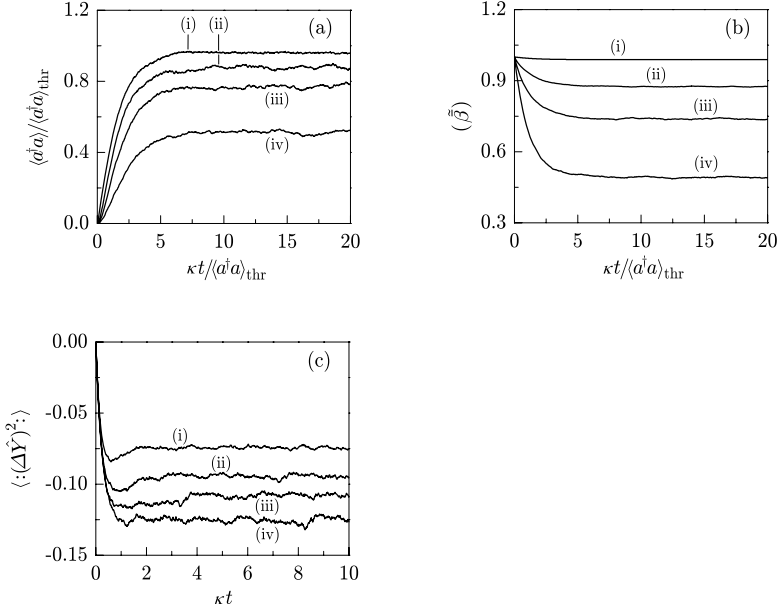 (i) (ii)
(a)
1.2
0.8
0.4
0.0
⟨a†a⟩/⟨a†a⟩thr
(iii)
(iv)
0 5 10 15 20
κt/⟨a†a⟩thr
(b)
1.2
0.9
0.6
0.3
(β̃̄)
(i)
(ii)
(iii)
(iv)
0 5 10 15 20
κt/⟨a†a⟩thr
(c)
0.00
-0.05
-0.10
-0.15
⟨:(ΔŶ)²:⟩
(i)
(ii)
(iii)
(iv)
0 2 4 6 8 10
κt